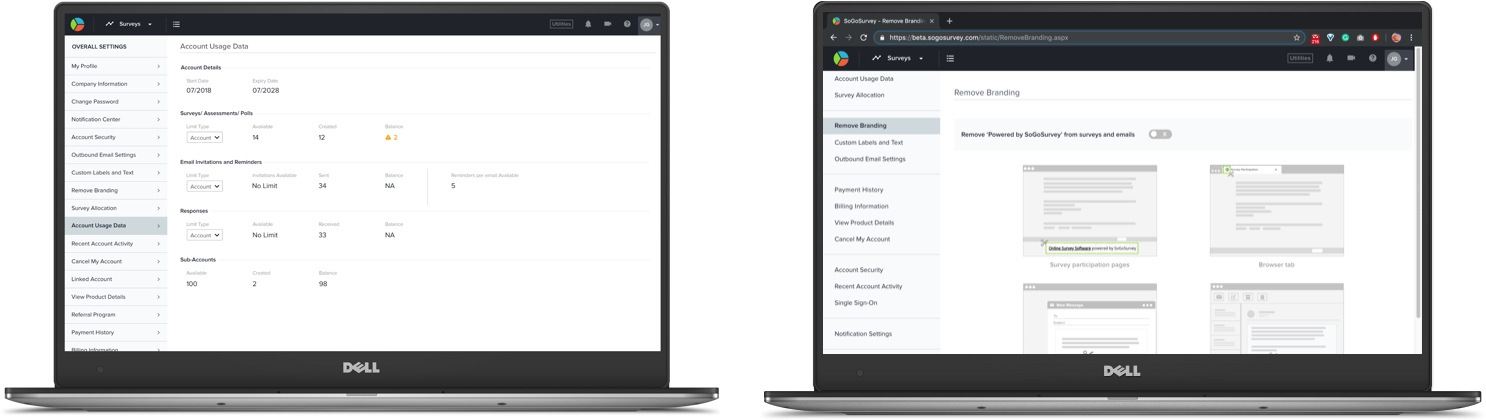 Surveys
Utilities
JG
OVERALL SETTINGS
My Profile
Company Information
Change Password
Notification Center
Account Security
Outbound Email Settings
Custom Labels and Text
Remove Branding
Survey Allocation
Account Usage Data
Recent Account Activity
Cancel My Account
Linked Account
View Product Details
Referral Program
Payment History
Billing Information
Account Usage Data
Account Details
Start Date Expiry Date
07/2018 07/2028
Surveys/ Assessments/ Polls
Limit Type Available Created Balance
Account 14 12 2
Email Invitations and Reminders
Limit Type Invitations Available Sent Balance Reminders per email Available
Account No Limit 34 NA 5
Responses
Limit Type Available Received Balance
Account No Limit 33 NA
Sub-Accounts
Available Created Balance
100 2 98
DELL
SoGoSurvey - Remove Brandi
https://beta.sogosurvey.com/static/RemoveBranding.aspx
Surveys
Utilities
JG
Account Usage Data
Survey Allocation
Remove Branding
Custom Labels and Text
Outbound Email Settings
Payment History
Billing Information
View Product Details
Cancel My Account
Account Security
Recent Account Activity
Single Sign-On
Notification Settings
Remove Branding
Remove 'Powered by SoGoSurvey' from surveys and emails
Online Survey Software powered by SoGoSurvey
Survey participation pages
Survey Participation
Browser tab
New Message
To
Subject
DELL